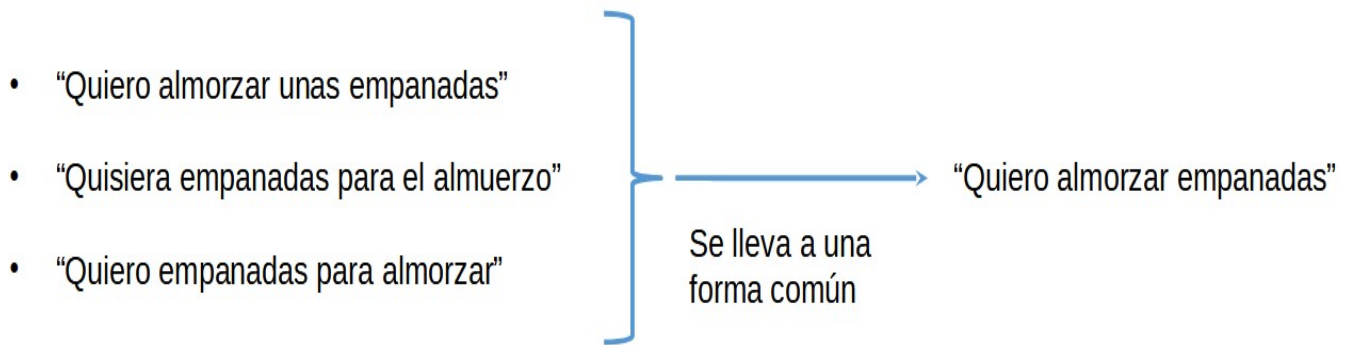 • “Quiero almorzar unas empanadas”
• “Quisiera empanadas para el almuerzo”
• “Quiero empanadas para almorzar”
“Quiero almorzar empanadas”
Se lleva a una
forma común